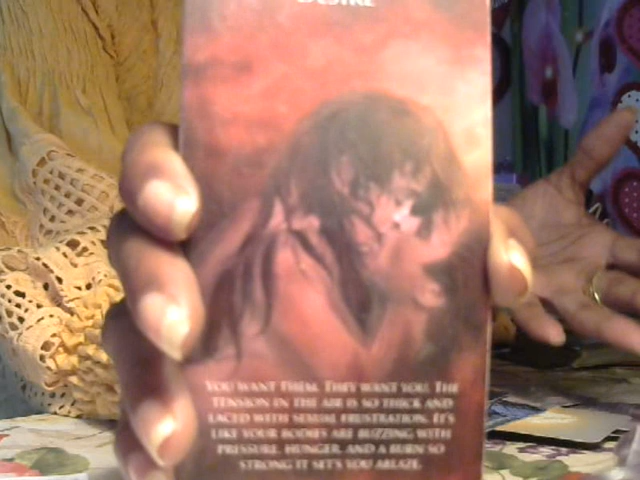 DESIRE
YOU WANT THEM. THEY WANT YOU. THE
TENSION IN THE AIR IS SO THICK AND
LACED WITH SEXUAL FRUSTRATION. IT'S
LIKE YOUR BODIES ARE BUZZING WITH
PRESSURE, HUNGER, AND A BURN SO
STRONG IT SETS YOU ABLAZE.